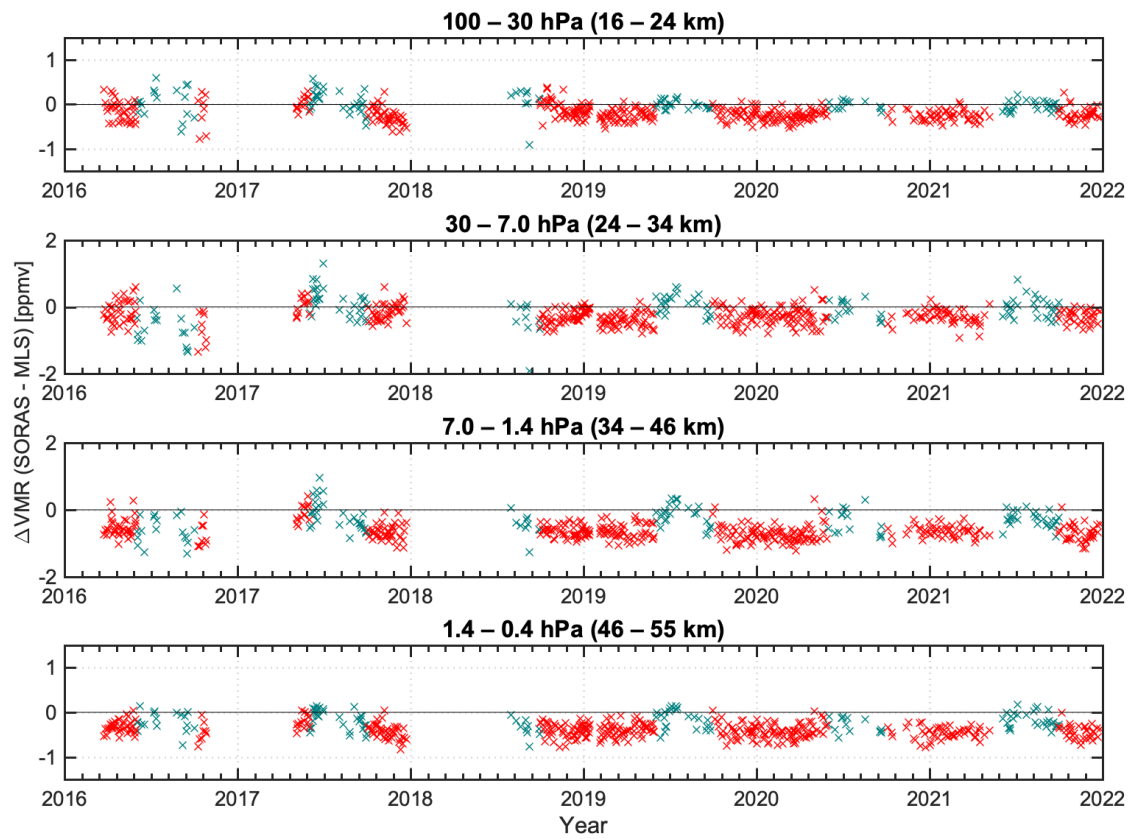 100 – 30 hPa (16 – 24 km)
1
0
-1
2016 2017 2018 2019 2020 2021 2022
30 – 7.0 hPa (24 – 34 km)
2
0
-2
2016 2017 2018 2019 2020 2021 2022
ΔVMR (SORAS - MLS) [ppmv]
7.0 – 1.4 hPa (34 – 46 km)
2
0
-2
2016 2017 2018 2019 2020 2021 2022
1.4 – 0.4 hPa (46 – 55 km)
1
0
-1
2016 2017 2018 2019 2020 2021 2022
Year